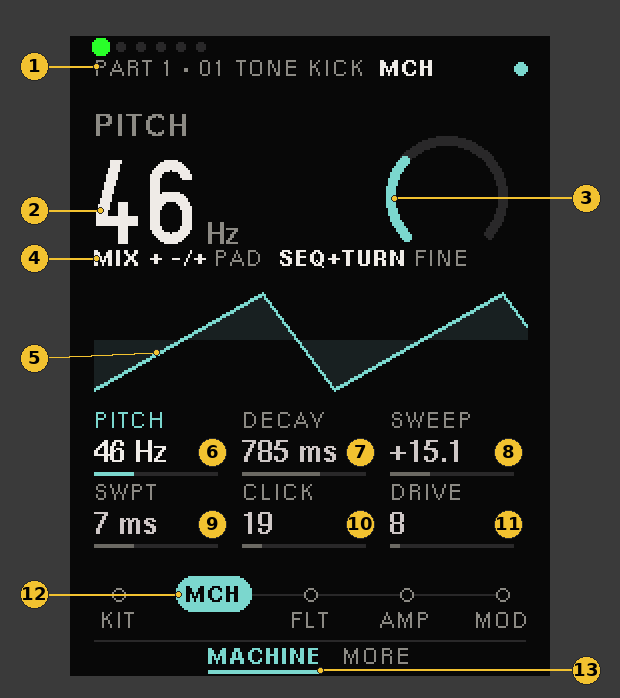 1 PART 1 · 01 TONE KICK MCH
PITCH
2 46 Hz 3
4 MIX + -/+ PAD SEQ+TURN FINE
5
PITCH DECAY SWEEP
46 Hz 6 785 ms 7 +15.1 8
SWPT CLICK DRIVE
7 ms 9 19 10 8 11
12 MCH
KIT FLT AMP MOD
MACHINE MORE 13